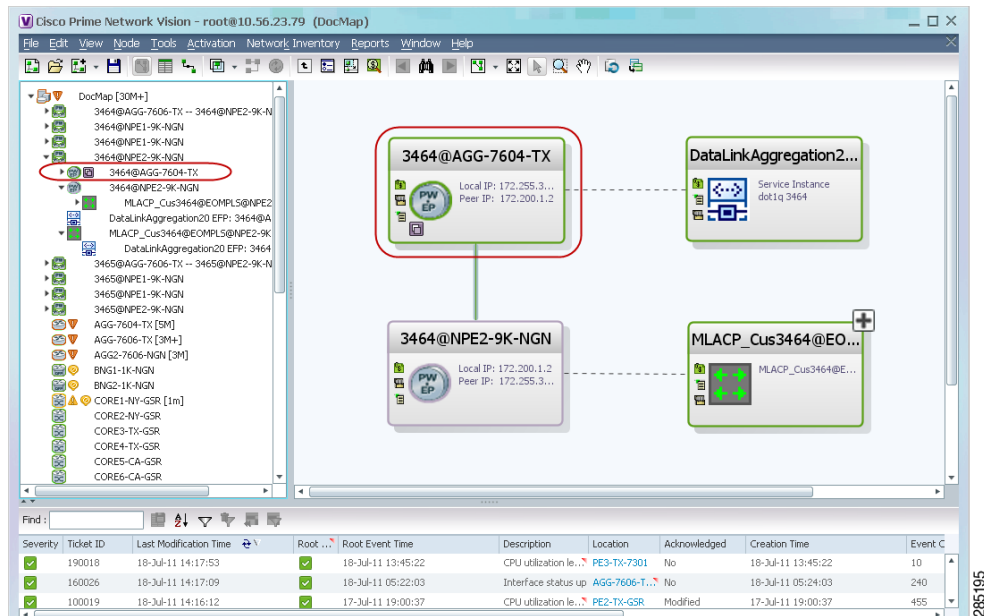 Cisco Prime Network Vision - root@10.56.23.79 (DocMap)
File Edit View Node Tools Activation Network Inventory Reports Window Help
DocMap [30M+]
3464@AGG-7606-TX -- 3464@NPE2-9K-N
3464@NPE1-9K-NGN
3464@NPE1-9K-NGN
3464@NPE2-9K-NGN
3464@AGG-7604-TX
3464@NPE2-9K-NGN
MLACP_Cus3464@EOMPLS@NPE2
DataLinkAggregation20 EFP: 3464@A
MLACP_Cus3464@EOMPLS@NPE2-9K
DataLinkAggregation20 EFP: 3464
3465@AGG-7606-TX -- 3465@NPE2-9K-N
3465@NPE1-9K-NGN
3465@NPE1-9K-NGN
3465@NPE2-9K-NGN
AGG-7604-TX [5M]
AGG-7606-TX [3M+]
AGG2-7606-NGN [3M]
BNG1-1K-NGN
BNG2-1K-NGN
CORE1-NY-GSR [1m]
CORE2-NY-GSR
CORE3-TX-GSR
CORE4-TX-GSR
CORE5-CA-GSR
CORE6-CA-GSR
3464@AGG-7604-TX
PW EP
Local IP: 172.255.3...
Peer IP: 172.200.1.2
DataLinkAggregation2...
Service Instance
dot1q 3464
3464@NPE2-9K-NGN
PW EP
Local IP: 172.200.1.2
Peer IP: 172.255.3...
MLACP_Cus3464@EO...
MLACP_Cus3464@E...
Find :
Severity Ticket ID Last Modification Time Root ... Root Event Time Description Location Acknowledged Creation Time Event C
190018 18-Jul-11 14:17:53 18-Jul-11 13:45:22 CPU utilization le... PE3-TX-7301 No 18-Jul-11 13:45:22 10
160026 18-Jul-11 14:17:09 18-Jul-11 05:22:03 Interface status up AGG-7606-T... No 18-Jul-11 05:24:03 240
100019 18-Jul-11 14:16:12 17-Jul-11 19:00:37 CPU utilization le... PE2-TX-GSR Modified 17-Jul-11 19:00:37 455
285195